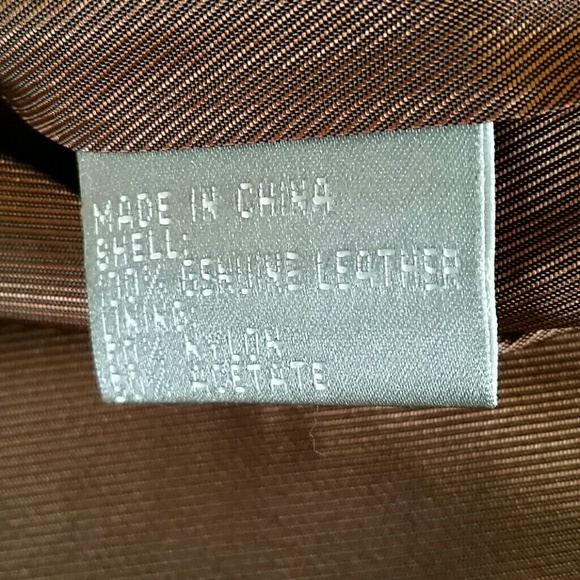 MADE IN CHINA
SHELL:
100% GENUINE LEATHER
LINING:
NYLON
ACETATE